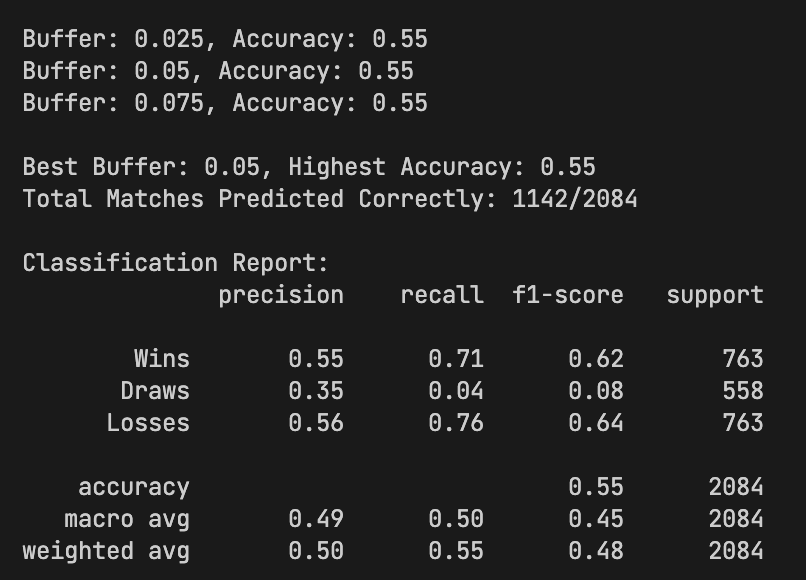 Buffer: 0.025, Accuracy: 0.55
Buffer: 0.05, Accuracy: 0.55
Buffer: 0.075, Accuracy: 0.55
Best Buffer: 0.05, Highest Accuracy: 0.55
Total Matches Predicted Correctly: 1142/2084
Classification Report:
precision recall f1-score support
Wins 0.55 0.71 0.62 763
Draws 0.35 0.04 0.08 558
Losses 0.56 0.76 0.64 763
accuracy 0.55 2084
macro avg 0.49 0.50 0.45 2084
weighted avg 0.50 0.55 0.48 2084